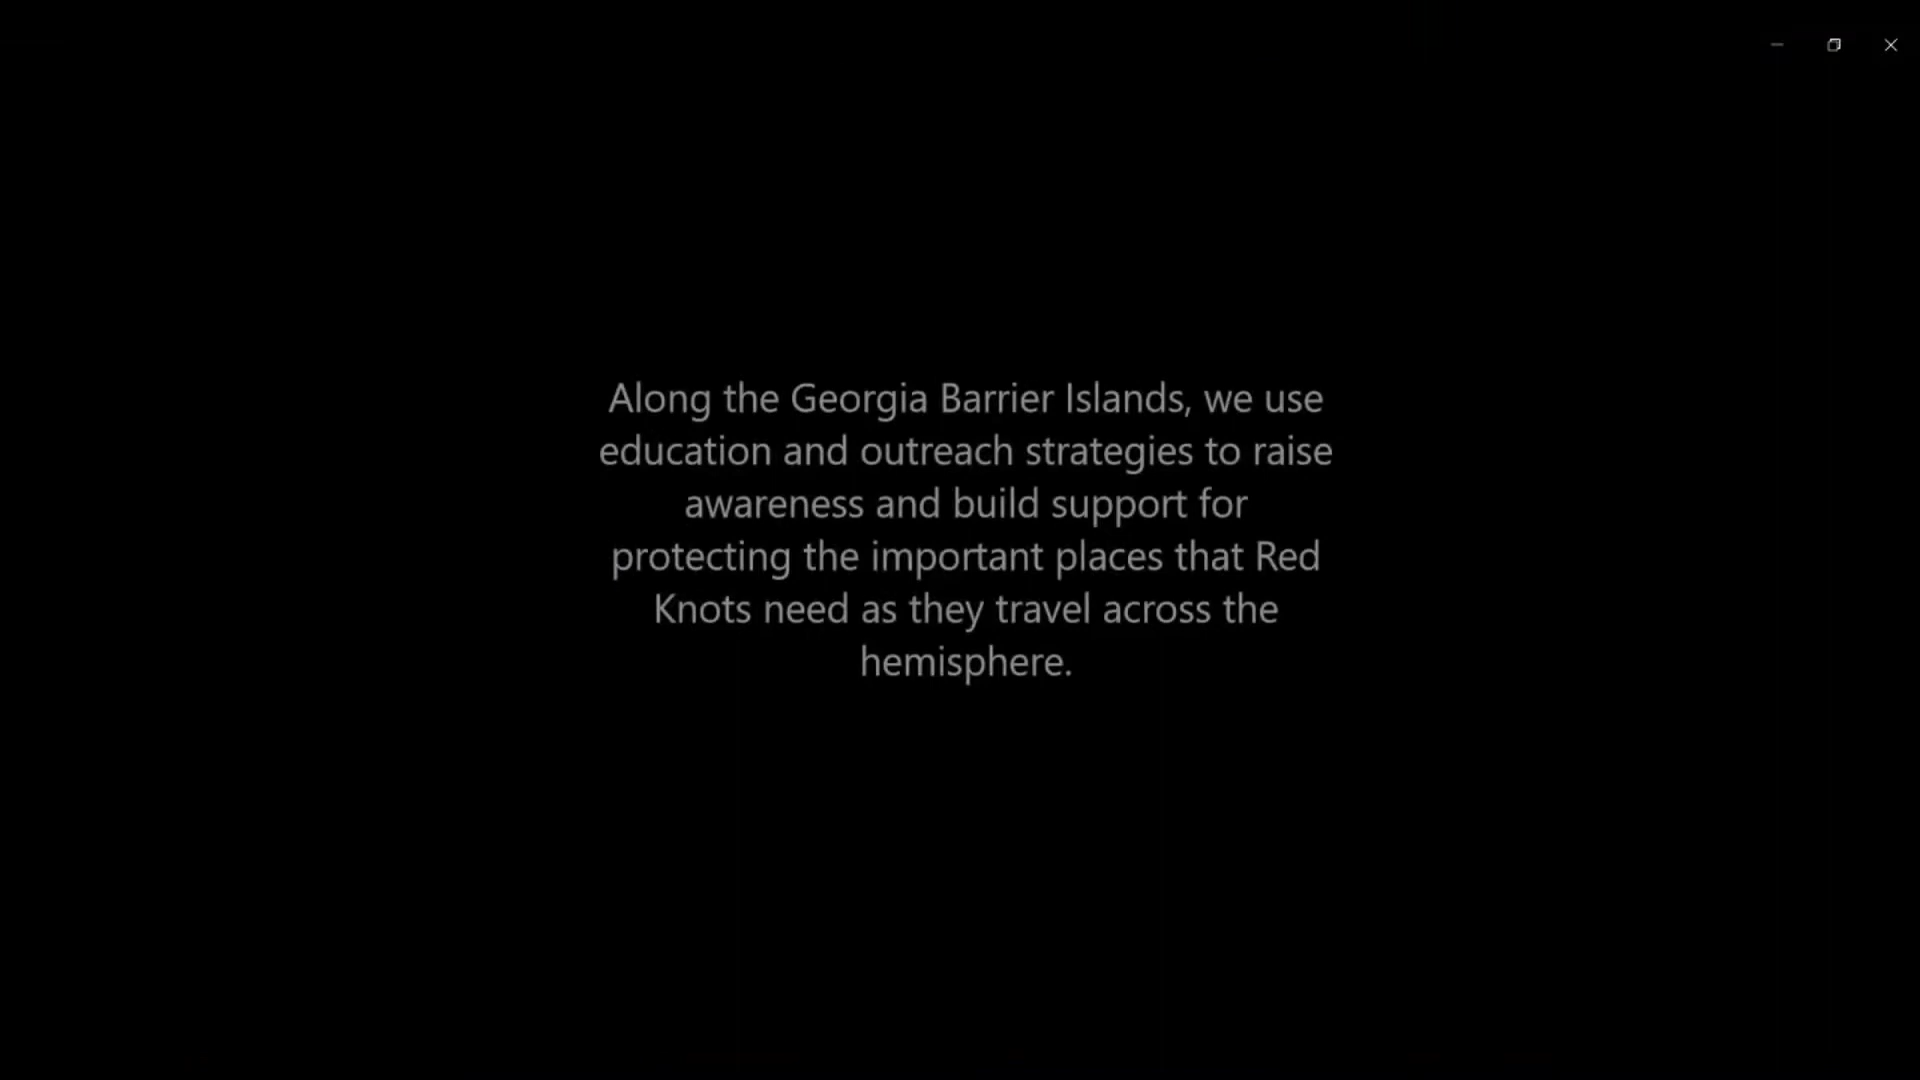 Along the Georgia Barrier Islands, we use
education and outreach strategies to raise
awareness and build support for
protecting the important places that Red
Knots need as they travel across the
hemisphere.